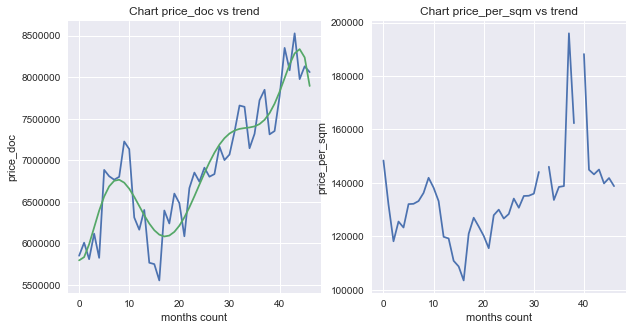 Chart price_doc vs trend
8500000
8000000
7500000
7000000
6500000
6000000
5500000
price_doc
0 10 20 30 40
months count
Chart price_per_sqm vs trend
200000
180000
160000
140000
120000
100000
price_per_sqm
0 10 20 30 40
months count